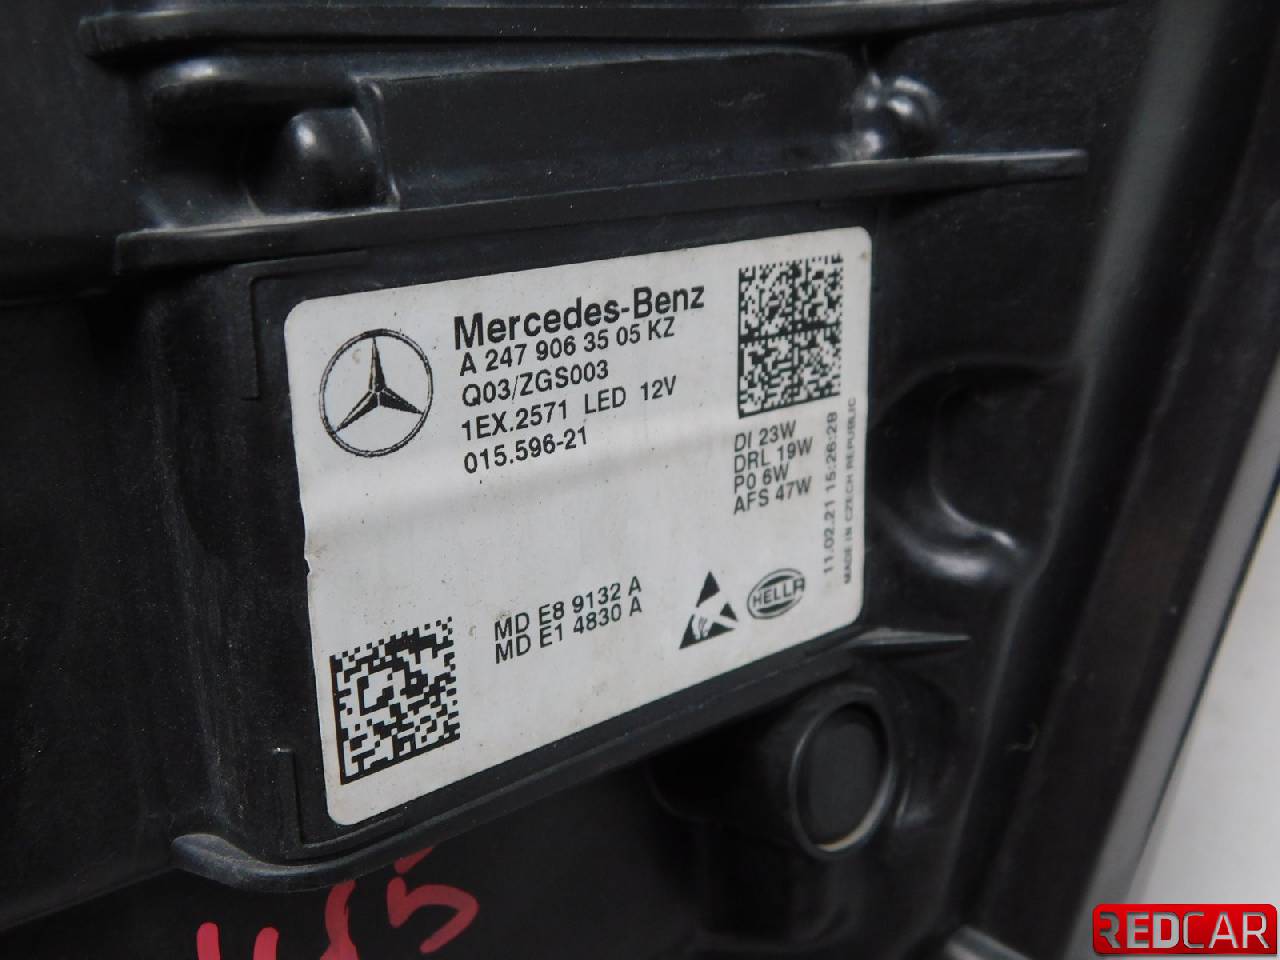 Mercedes-Benz
A 247 906 35 05 KZ
Q03/ZGS003
1EX.2571 LED 12V
015.596-21
DI 23W
DRL 19W
PO 6W
AFS 47W
11.02.21 15:26:28
MADE IN CZECH REPUBLIC
MD E8 9132 A
MD E1 4830 A
HELLA
REDCAR